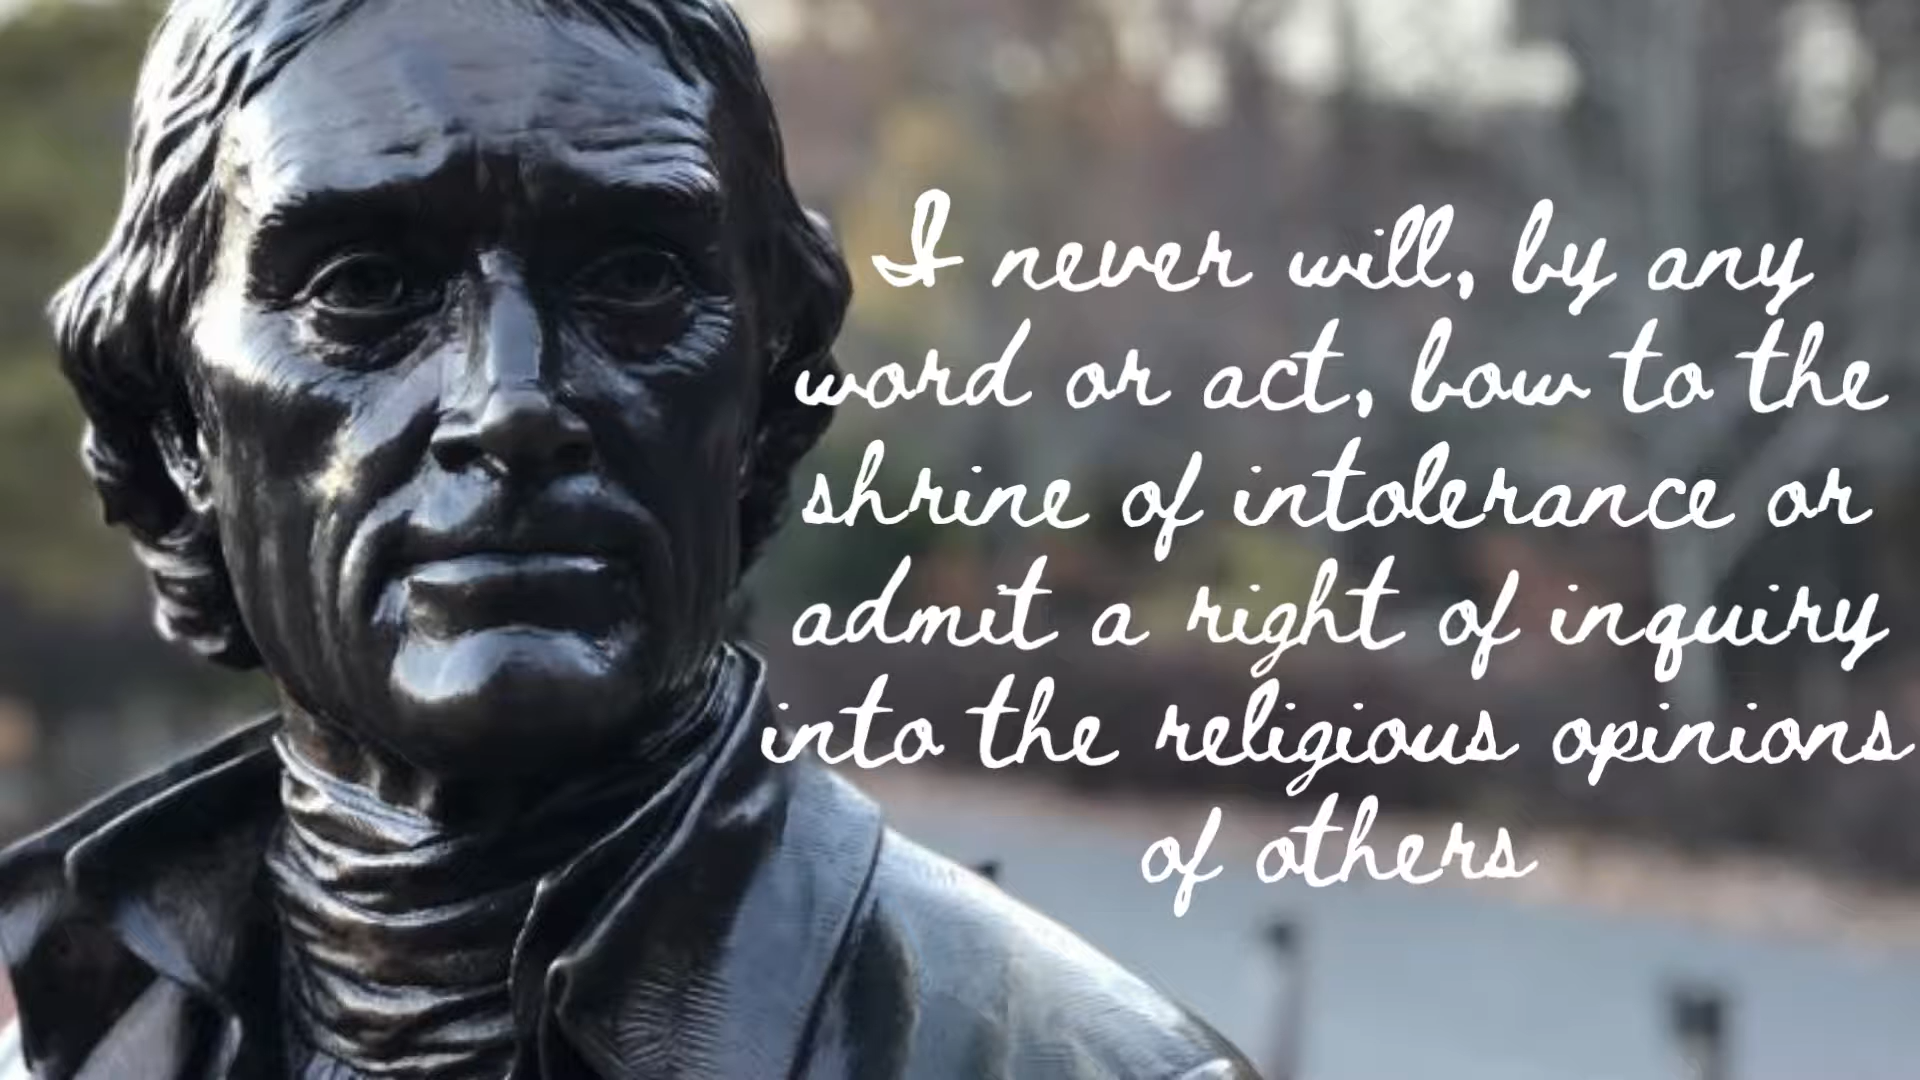 I never will, by any
word or act, bow to the
shrine of intolerance or
admit a right of inquiry
into the religious opinions
of others